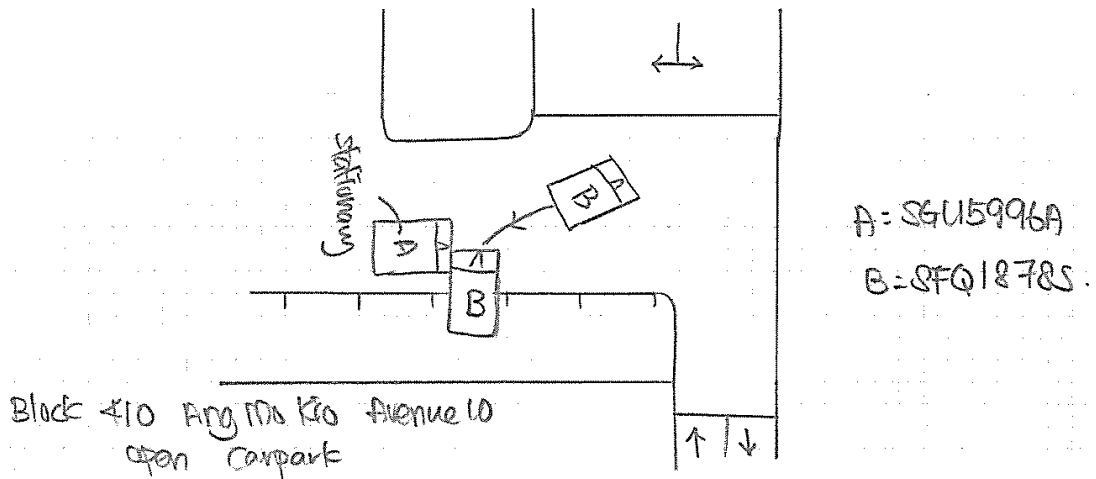 stationary
A
B
B
A = SGU5996A
B = SFQ1878S.
Block 410 Ang Mo Kio Avenue 10
open carpark